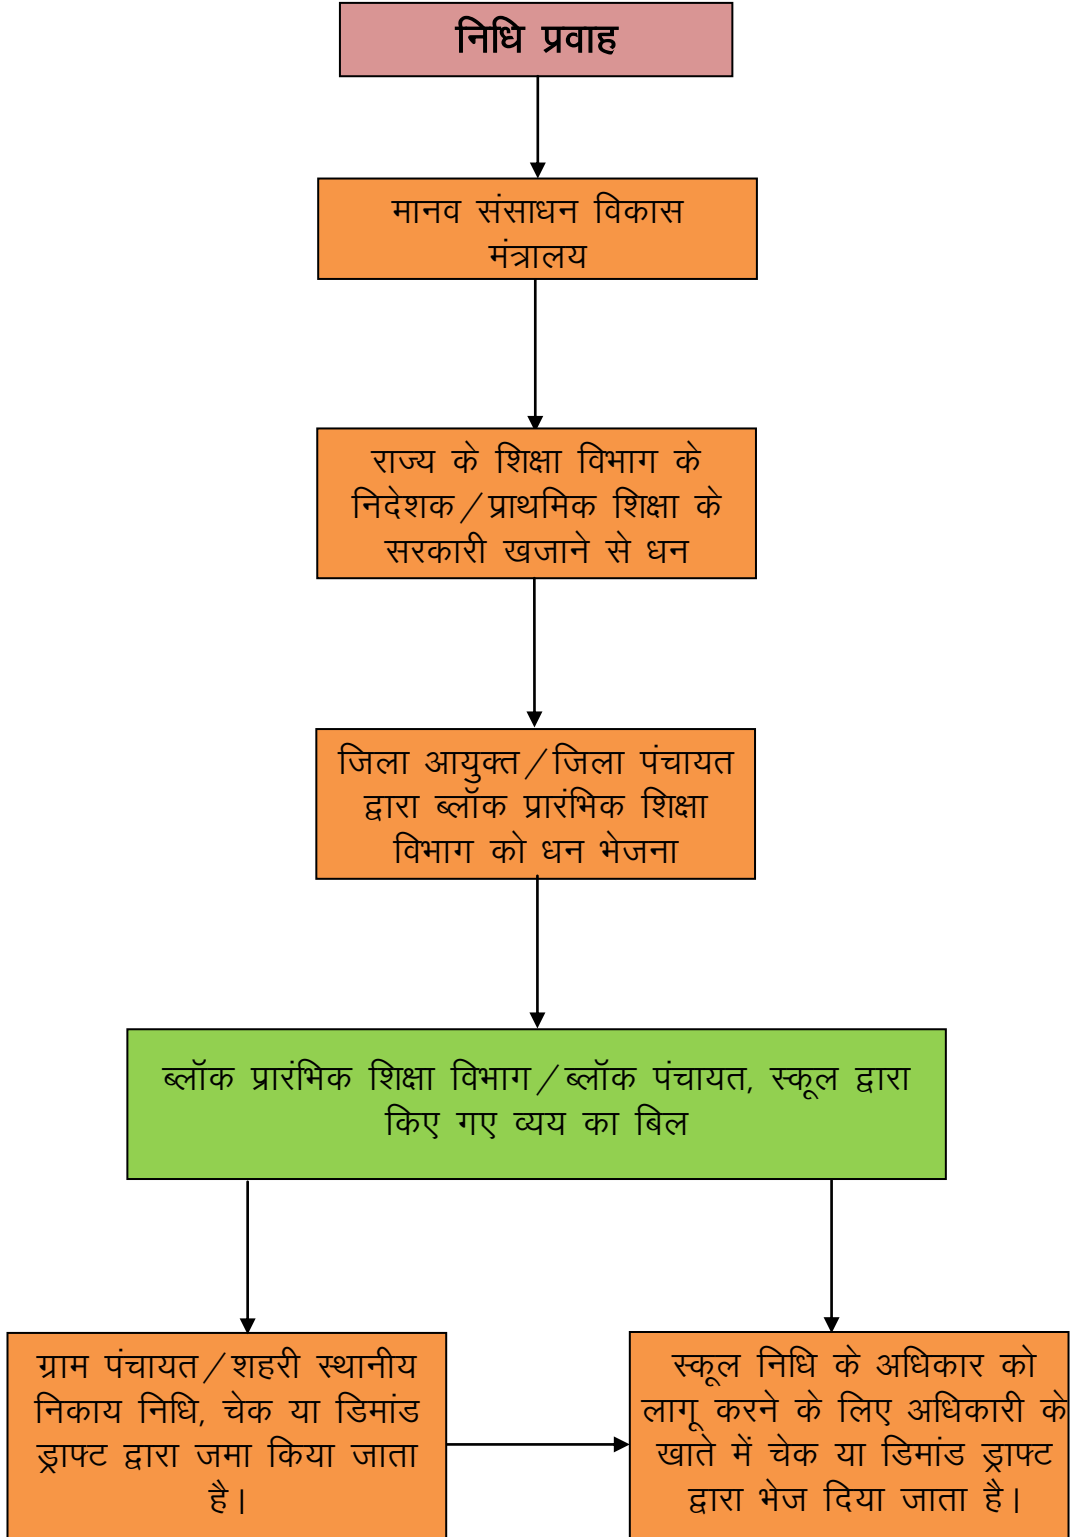 निधि प्रवाह
मानव संसाधन विकास
मंत्रालय
राज्य के शिक्षा विभाग के
निदेशक/प्राथमिक शिक्षा के
सरकारी खजाने से धन
जिला आयुक्त/जिला पंचायत
द्वारा ब्लॉक प्रारंभिक शिक्षा
विभाग को धन भेजना
ब्लॉक प्रारंभिक शिक्षा विभाग/ब्लॉक पंचायत, स्कूल द्वारा
किए गए व्यय का बिल
ग्राम पंचायत/शहरी स्थानीय
निकाय निधि, चेक या डिमांड
ड्राफ्ट द्वारा जमा किया जाता
है।
स्कूल निधि के अधिकार को
लागू करने के लिए अधिकारी के
खाते में चेक या डिमांड ड्राफ्ट
द्वारा भेज दिया जाता है।